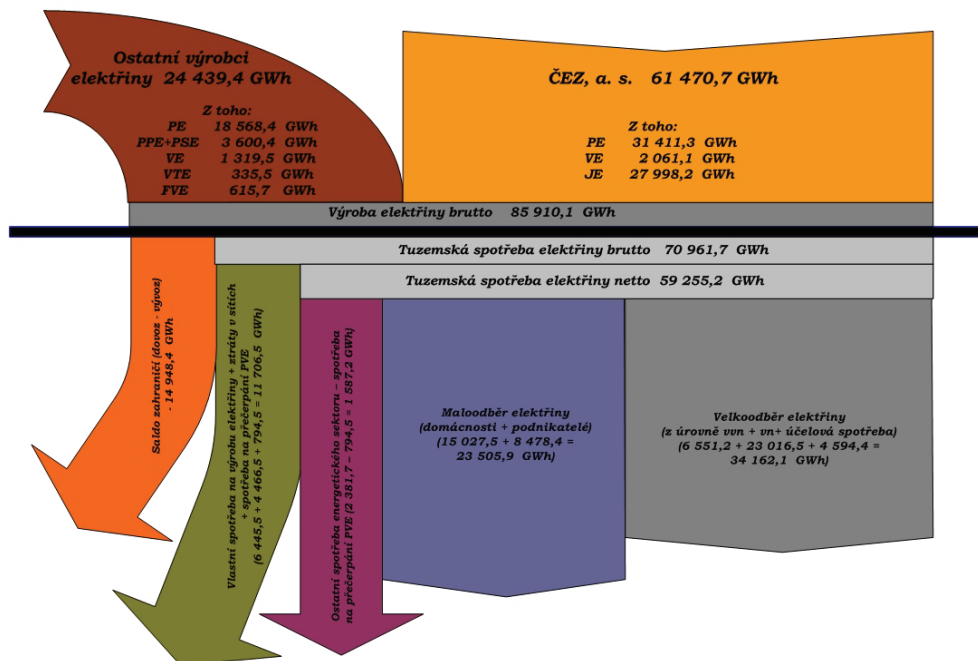 Ostatní výrobci
elektřiny 24 439,4 GWh
Z toho:
PE 18 568,4 GWh
PPE+PSE 3 600,4 GWh
VE 1 319,5 GWh
VTE 335,5 GWh
FVE 615,7 GWh
ČEZ, a. s. 61 470,7 GWh
Z toho:
PE 31 411,3 GWh
VE 2 061,1 GWh
JE 27 998,2 GWh
Výroba elektřiny brutto 85 910,1 GWh
Tuzemská spotřeba elektřiny brutto 70 961,7 GWh
Tuzemská spotřeba elektřiny netto 59 255,2 GWh
Saldo zahraničí (dovoz - vývoz)
- 14 948,4 GWh
Vlastní spotřeba na výrobu elektřiny + ztráty v sítích
+ spotřeba na přečerpání PVE
(6 445,5 + 4 466,5 + 794,5 = 11 706,5 GWh)
Ostatní spotřeba energetického sektoru – spotřeba
na přečerpání PVE (2 381,7 – 794,5 = 1 587,2 GWh)
Maloodběr elektřiny
(domácnosti + podnikatelé)
(15 027,5 + 8 478,4 =
23 505,9 GWh)
Velkoodběr elektřiny
(z úrovně vvn + vn+ účelová spotřeba)
(6 551,2 + 23 016,5 + 4 594,4 =
34 162,1 GWh)